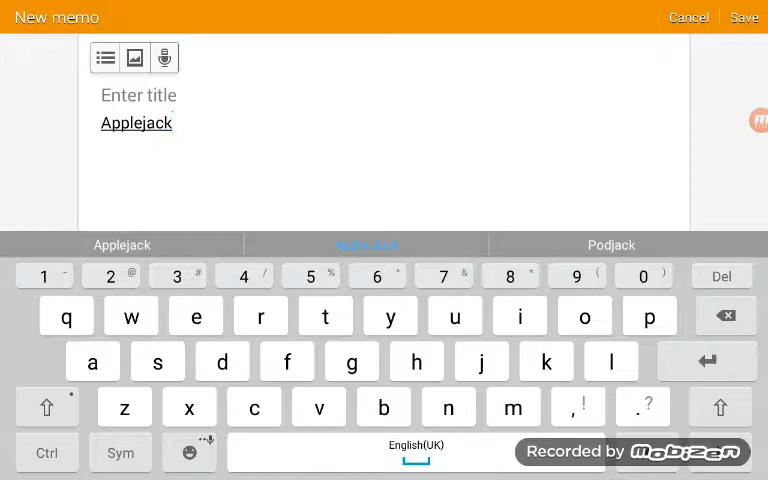 New memo Cancel Save
Enter title
Applejack
Applejack Apple Jack Podjack
1 - 2 @ 3 # 4 / 5 % 6 ^ 7 & 8 * 9 ( 0 ) Del
q w e r t y u i o p
a s d f g h j k l
z x c v b n m , ! . ?
Ctrl Sym English(UK)
Recorded by mobizen